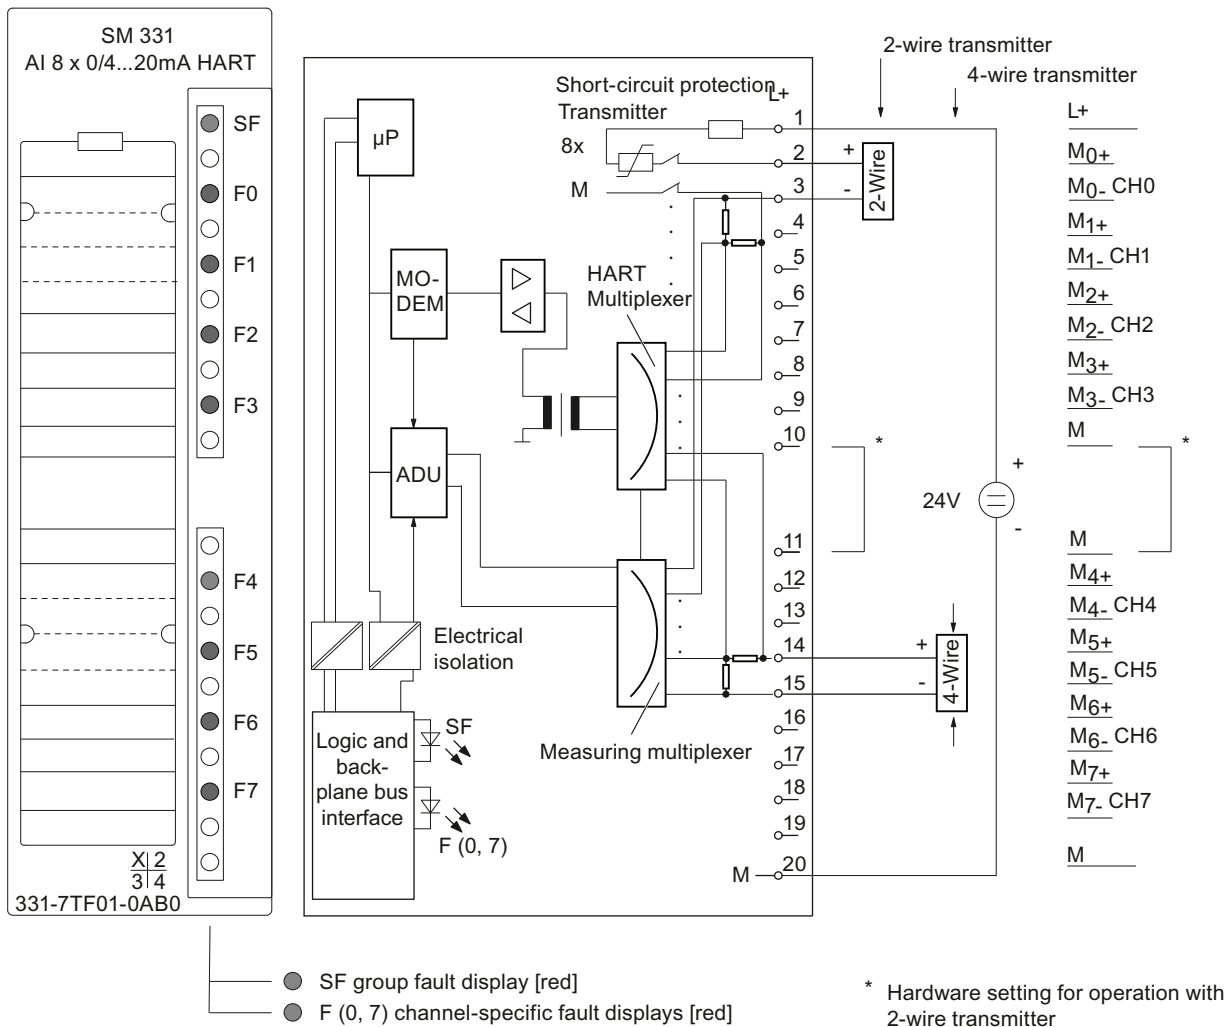 SM 331
AI 8 x 0/4...20mA HART
SF
F0
F1
F2
F3
F4
F5
F6
F7
X 2
3 4
331-7TF01-0AB0
µP
MO-
DEM
ADU
Electrical
isolation
Logic and
back-
plane bus
interface
SF
F (0, 7)
Short-circuit protection
Transmitter
8x
M
HART
Multiplexer
Measuring multiplexer
L+
1
2
3
4
5
6
7
8
9
10
11
12
13
14
15
16
17
18
19
M 20
2-wire transmitter
4-wire transmitter
+
-
2-Wire
*
24V
+
-
+
-
4-Wire
L+
M0+
M0- CH0
M1+
M1- CH1
M2+
M2- CH2
M3+
M3- CH3
M
*
M
M4+
M4- CH4
M5+
M5- CH5
M6+
M6- CH6
M7+
M7- CH7
M
SF group fault display [red]
F (0, 7) channel-specific fault displays [red]
* Hardware setting for operation with
2-wire transmitter